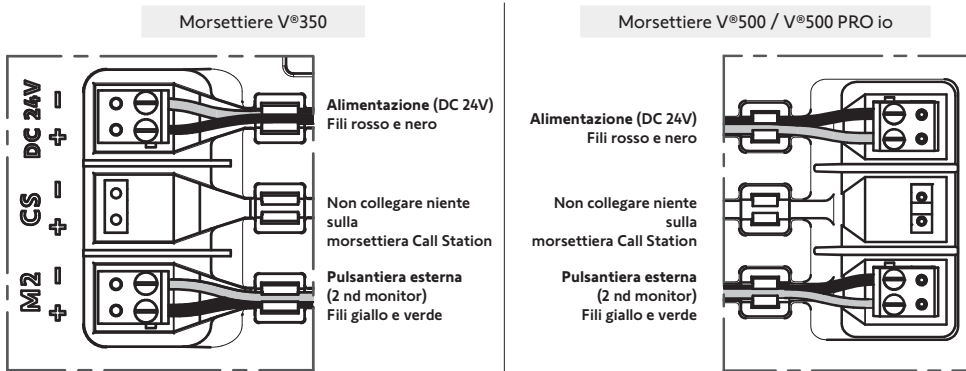 Morsettiere V®350
DC 24V - +
Alimentazione (DC 24V)
Fili rosso e nero
CS - +
Non collegare niente
sulla
morsettiera Call Station
M2 - +
Pulsantiera esterna
(2 nd monitor)
Fili giallo e verde
Morsettiere V®500 / V®500 PRO io
Alimentazione (DC 24V)
Fili rosso e nero
Non collegare niente
sulla
morsettiera Call Station
Pulsantiera esterna
(2 nd monitor)
Fili giallo e verde